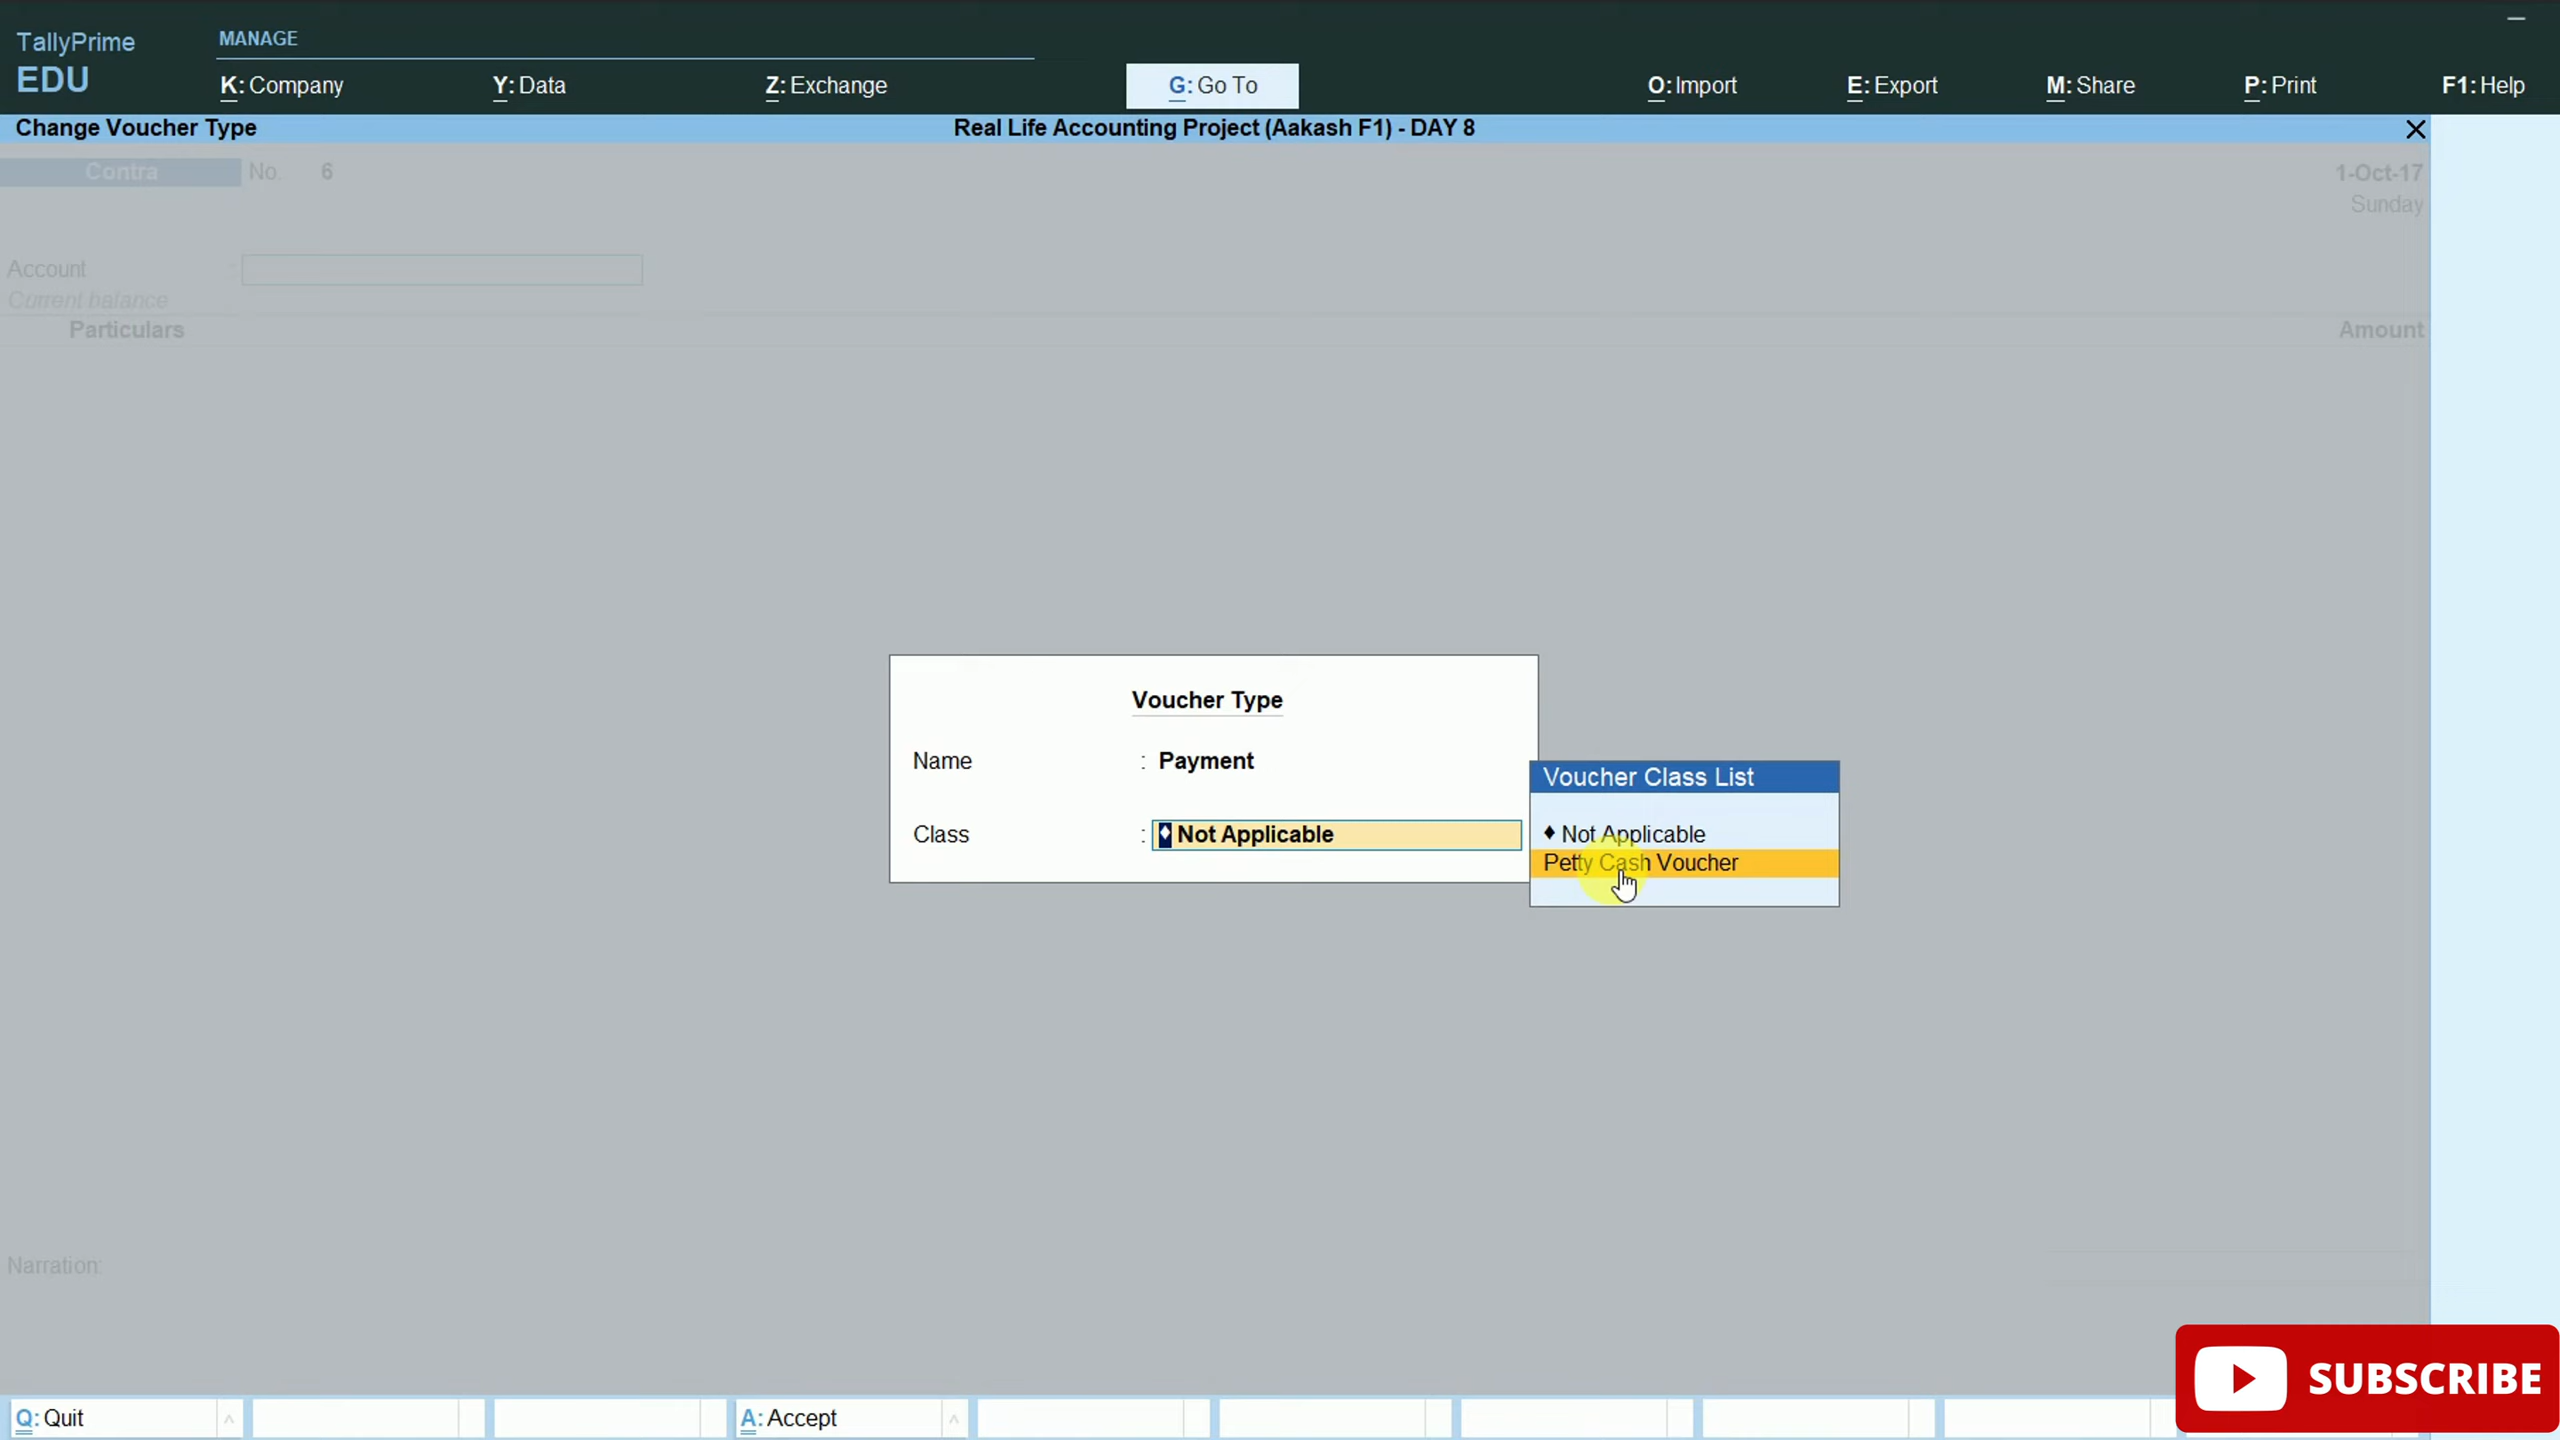 TallyPrime
EDU
MANAGE
K: Company
Y: Data
Z: Exchange
G: Go To
O: Import
E: Export
M: Share
P: Print
F1: Help
Change Voucher Type
Real Life Accounting Project (Aakash F1) - DAY 8
Contra No. 6
1-Oct-17
Sunday
Account :
Current balance
Particulars
Amount
Voucher Type
Name : Payment
Class : ♦ Not Applicable
Voucher Class List
♦ Not Applicable
Petty Cash Voucher
Narration:
Q: Quit
A: Accept
SUBSCRIBE